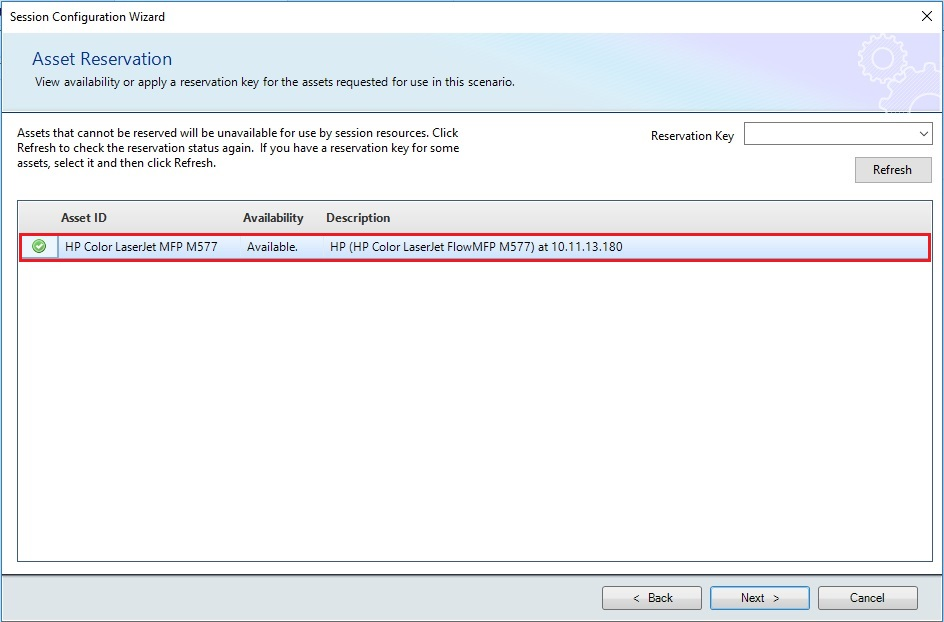 Session Configuration Wizard
Asset Reservation
View availability or apply a reservation key for the assets requested for use in this scenario.
Assets that cannot be reserved will be unavailable for use by session resources. Click
Refresh to check the reservation status again. If you have a reservation key for some
assets, select it and then click Refresh.
Reservation Key
Refresh
Asset ID Availability Description
HP Color LaserJet MFP M577 Available. HP (HP Color LaserJet FlowMFP M577) at 10.11.13.180
< Back Next > Cancel